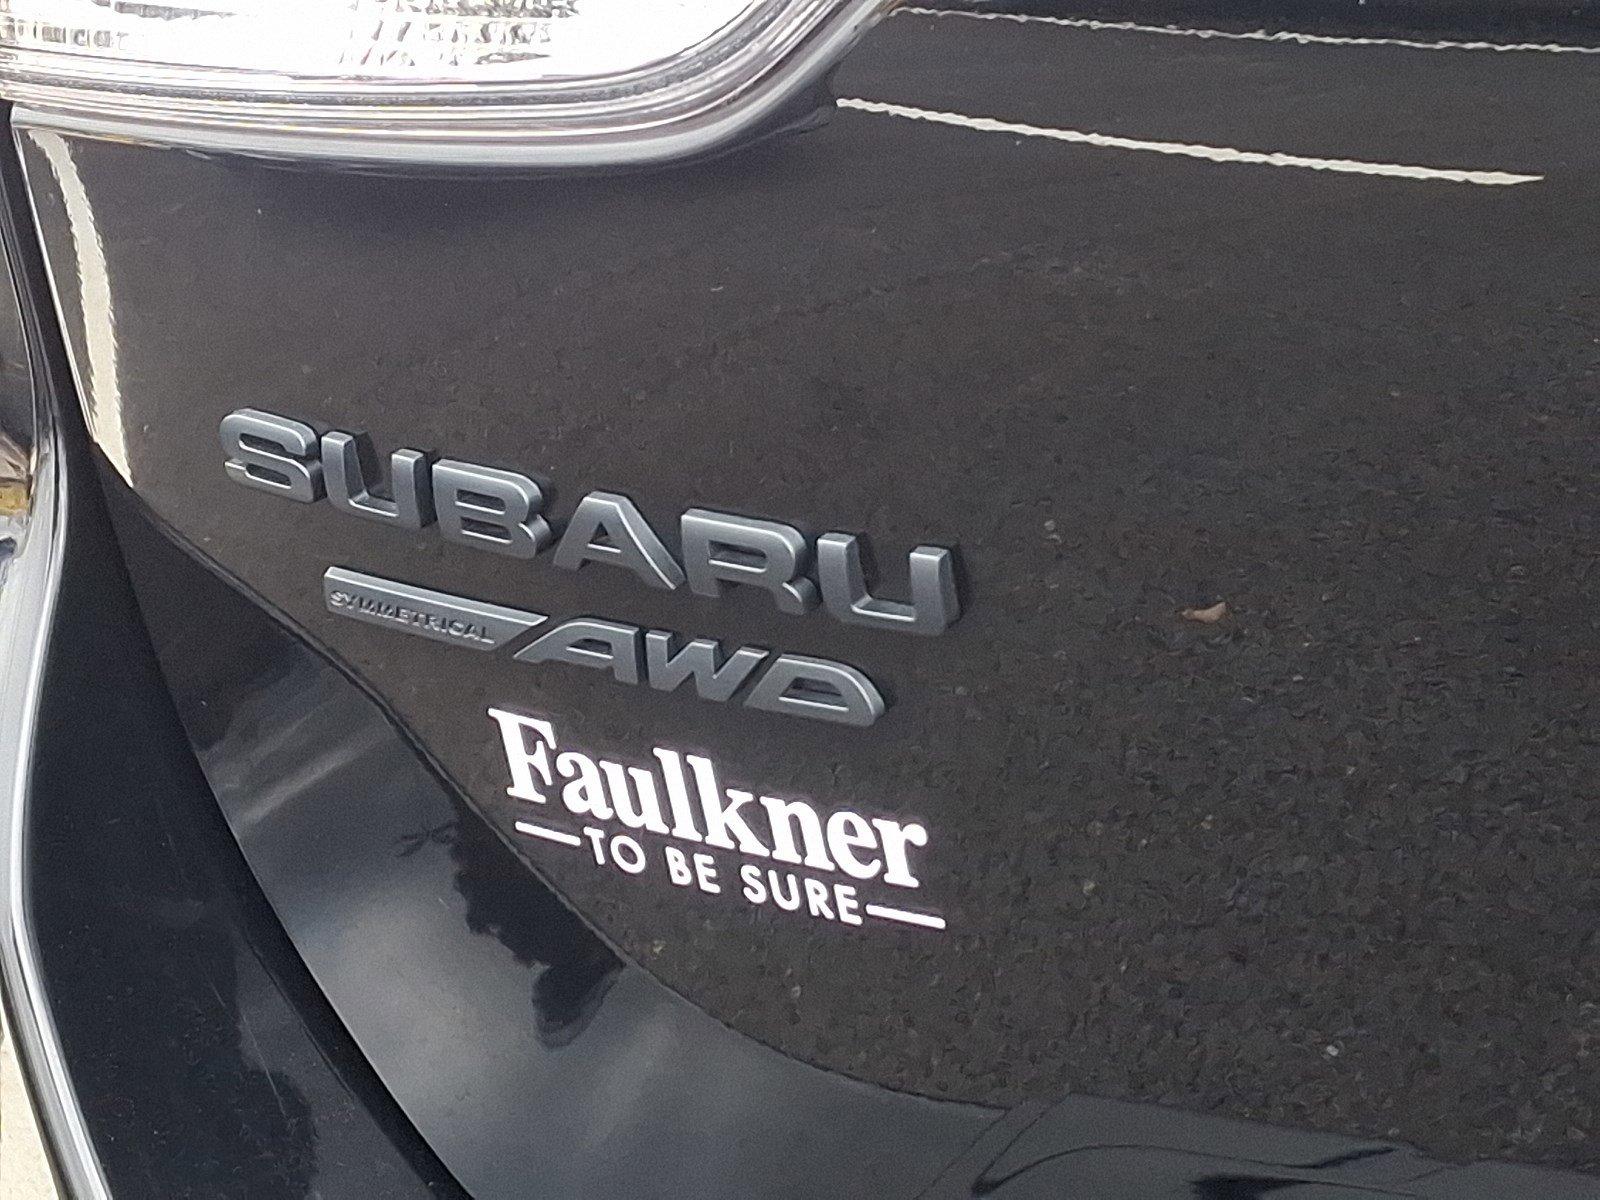 SUBARU
SYMMETRICAL AWD
Faulkner
TO BE SURE